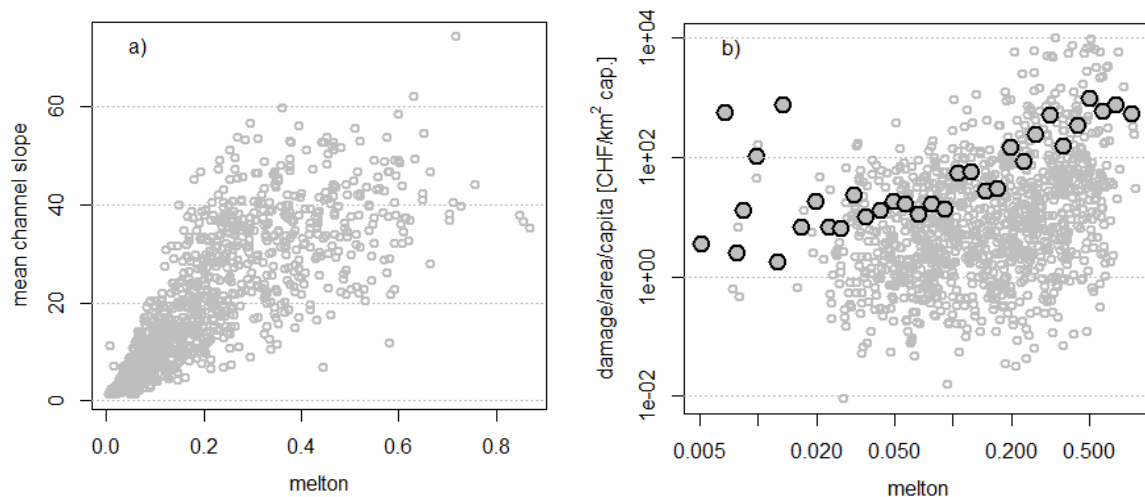 a)
60
40
20
0
mean channel slope
0.0 0.2 0.4 0.6 0.8
melton
b)
1e+04
1e+02
1e+00
1e-02
damage/area/capita [CHF/km² cap.]
0.005 0.020 0.050 0.200 0.500
melton